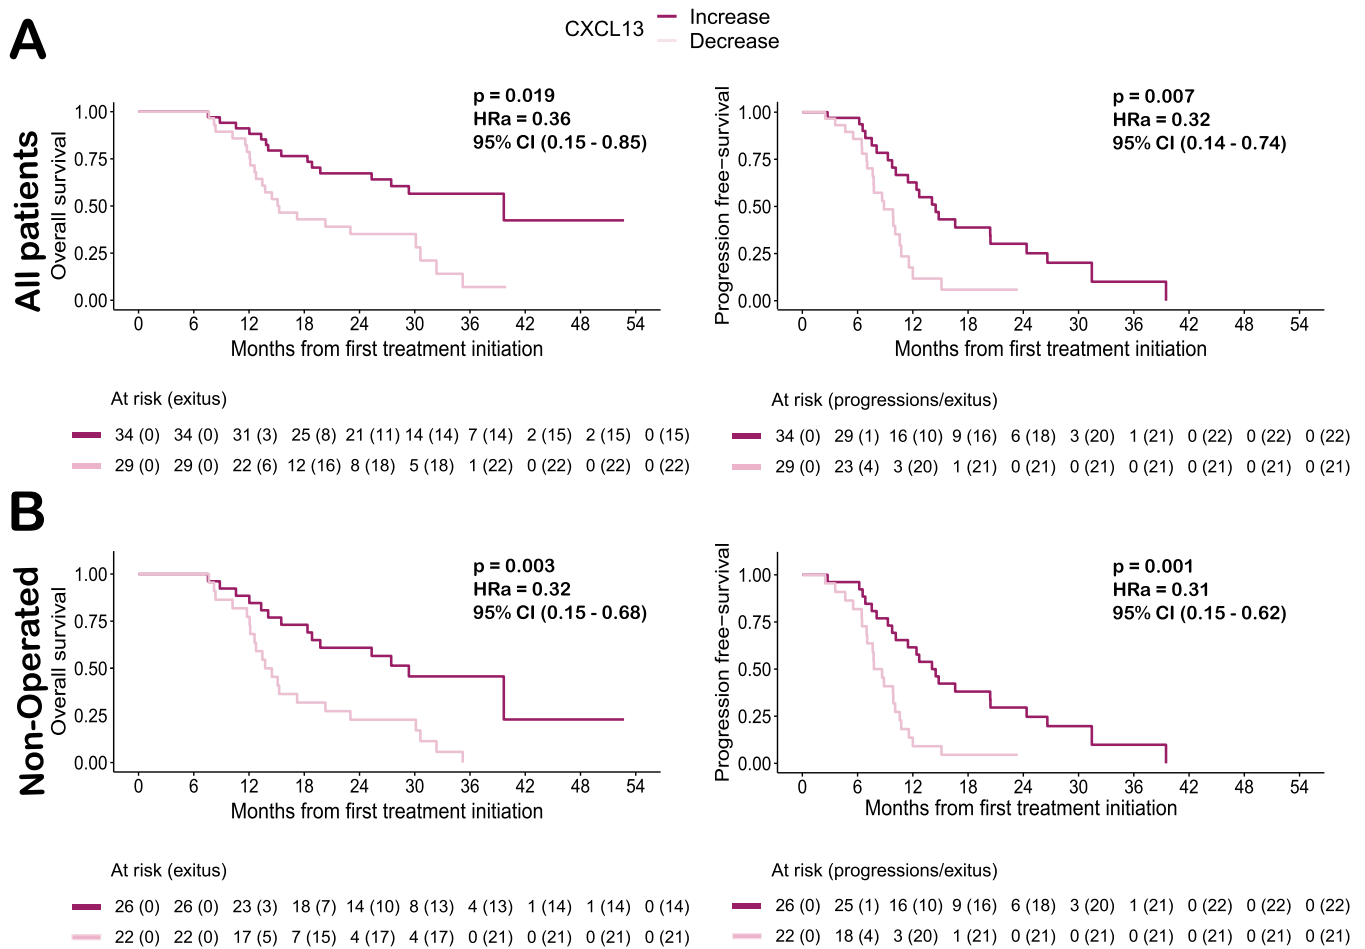 A
CXCL13
Increase
Decrease
All patients
Overall survival
1.00
0.75
0.50
0.25
0.00
p = 0.019
HRa = 0.36
95% CI (0.15 - 0.85)
0 6 12 18 24 30 36 42 48 54
Months from first treatment initiation
At risk (exitus)
34 (0) 34 (0) 31 (3) 25 (8) 21 (11) 14 (14) 7 (14) 2 (15) 2 (15) 0 (15)
29 (0) 29 (0) 22 (6) 12 (16) 8 (18) 5 (18) 1 (22) 0 (22) 0 (22) 0 (22)
Progression free−survival
1.00
0.75
0.50
0.25
0.00
p = 0.007
HRa = 0.32
95% CI (0.14 - 0.74)
0 6 12 18 24 30 36 42 48 54
Months from first treatment initiation
At risk (progressions/exitus)
34 (0) 29 (1) 16 (10) 9 (16) 6 (18) 3 (20) 1 (21) 0 (22) 0 (22) 0 (22)
29 (0) 23 (4) 3 (20) 1 (21) 0 (21) 0 (21) 0 (21) 0 (21) 0 (21) 0 (21)
B
Non-Operated
Overall survival
1.00
0.75
0.50
0.25
0.00
p = 0.003
HRa = 0.32
95% CI (0.15 - 0.68)
0 6 12 18 24 30 36 42 48 54
Months from first treatment initiation
At risk (exitus)
26 (0) 26 (0) 23 (3) 18 (7) 14 (10) 8 (13) 4 (13) 1 (14) 1 (14) 0 (14)
22 (0) 22 (0) 17 (5) 7 (15) 4 (17) 4 (17) 0 (21) 0 (21) 0 (21) 0 (21)
Progression free−survival
1.00
0.75
0.50
0.25
0.00
p = 0.001
HRa = 0.31
95% CI (0.15 - 0.62)
0 6 12 18 24 30 36 42 48 54
Months from first treatment initiation
At risk (progressions/exitus)
26 (0) 25 (1) 16 (10) 9 (16) 6 (18) 3 (20) 1 (21) 0 (22) 0 (22) 0 (22)
22 (0) 18 (4) 3 (20) 1 (21) 0 (21) 0 (21) 0 (21) 0 (21) 0 (21) 0 (21)